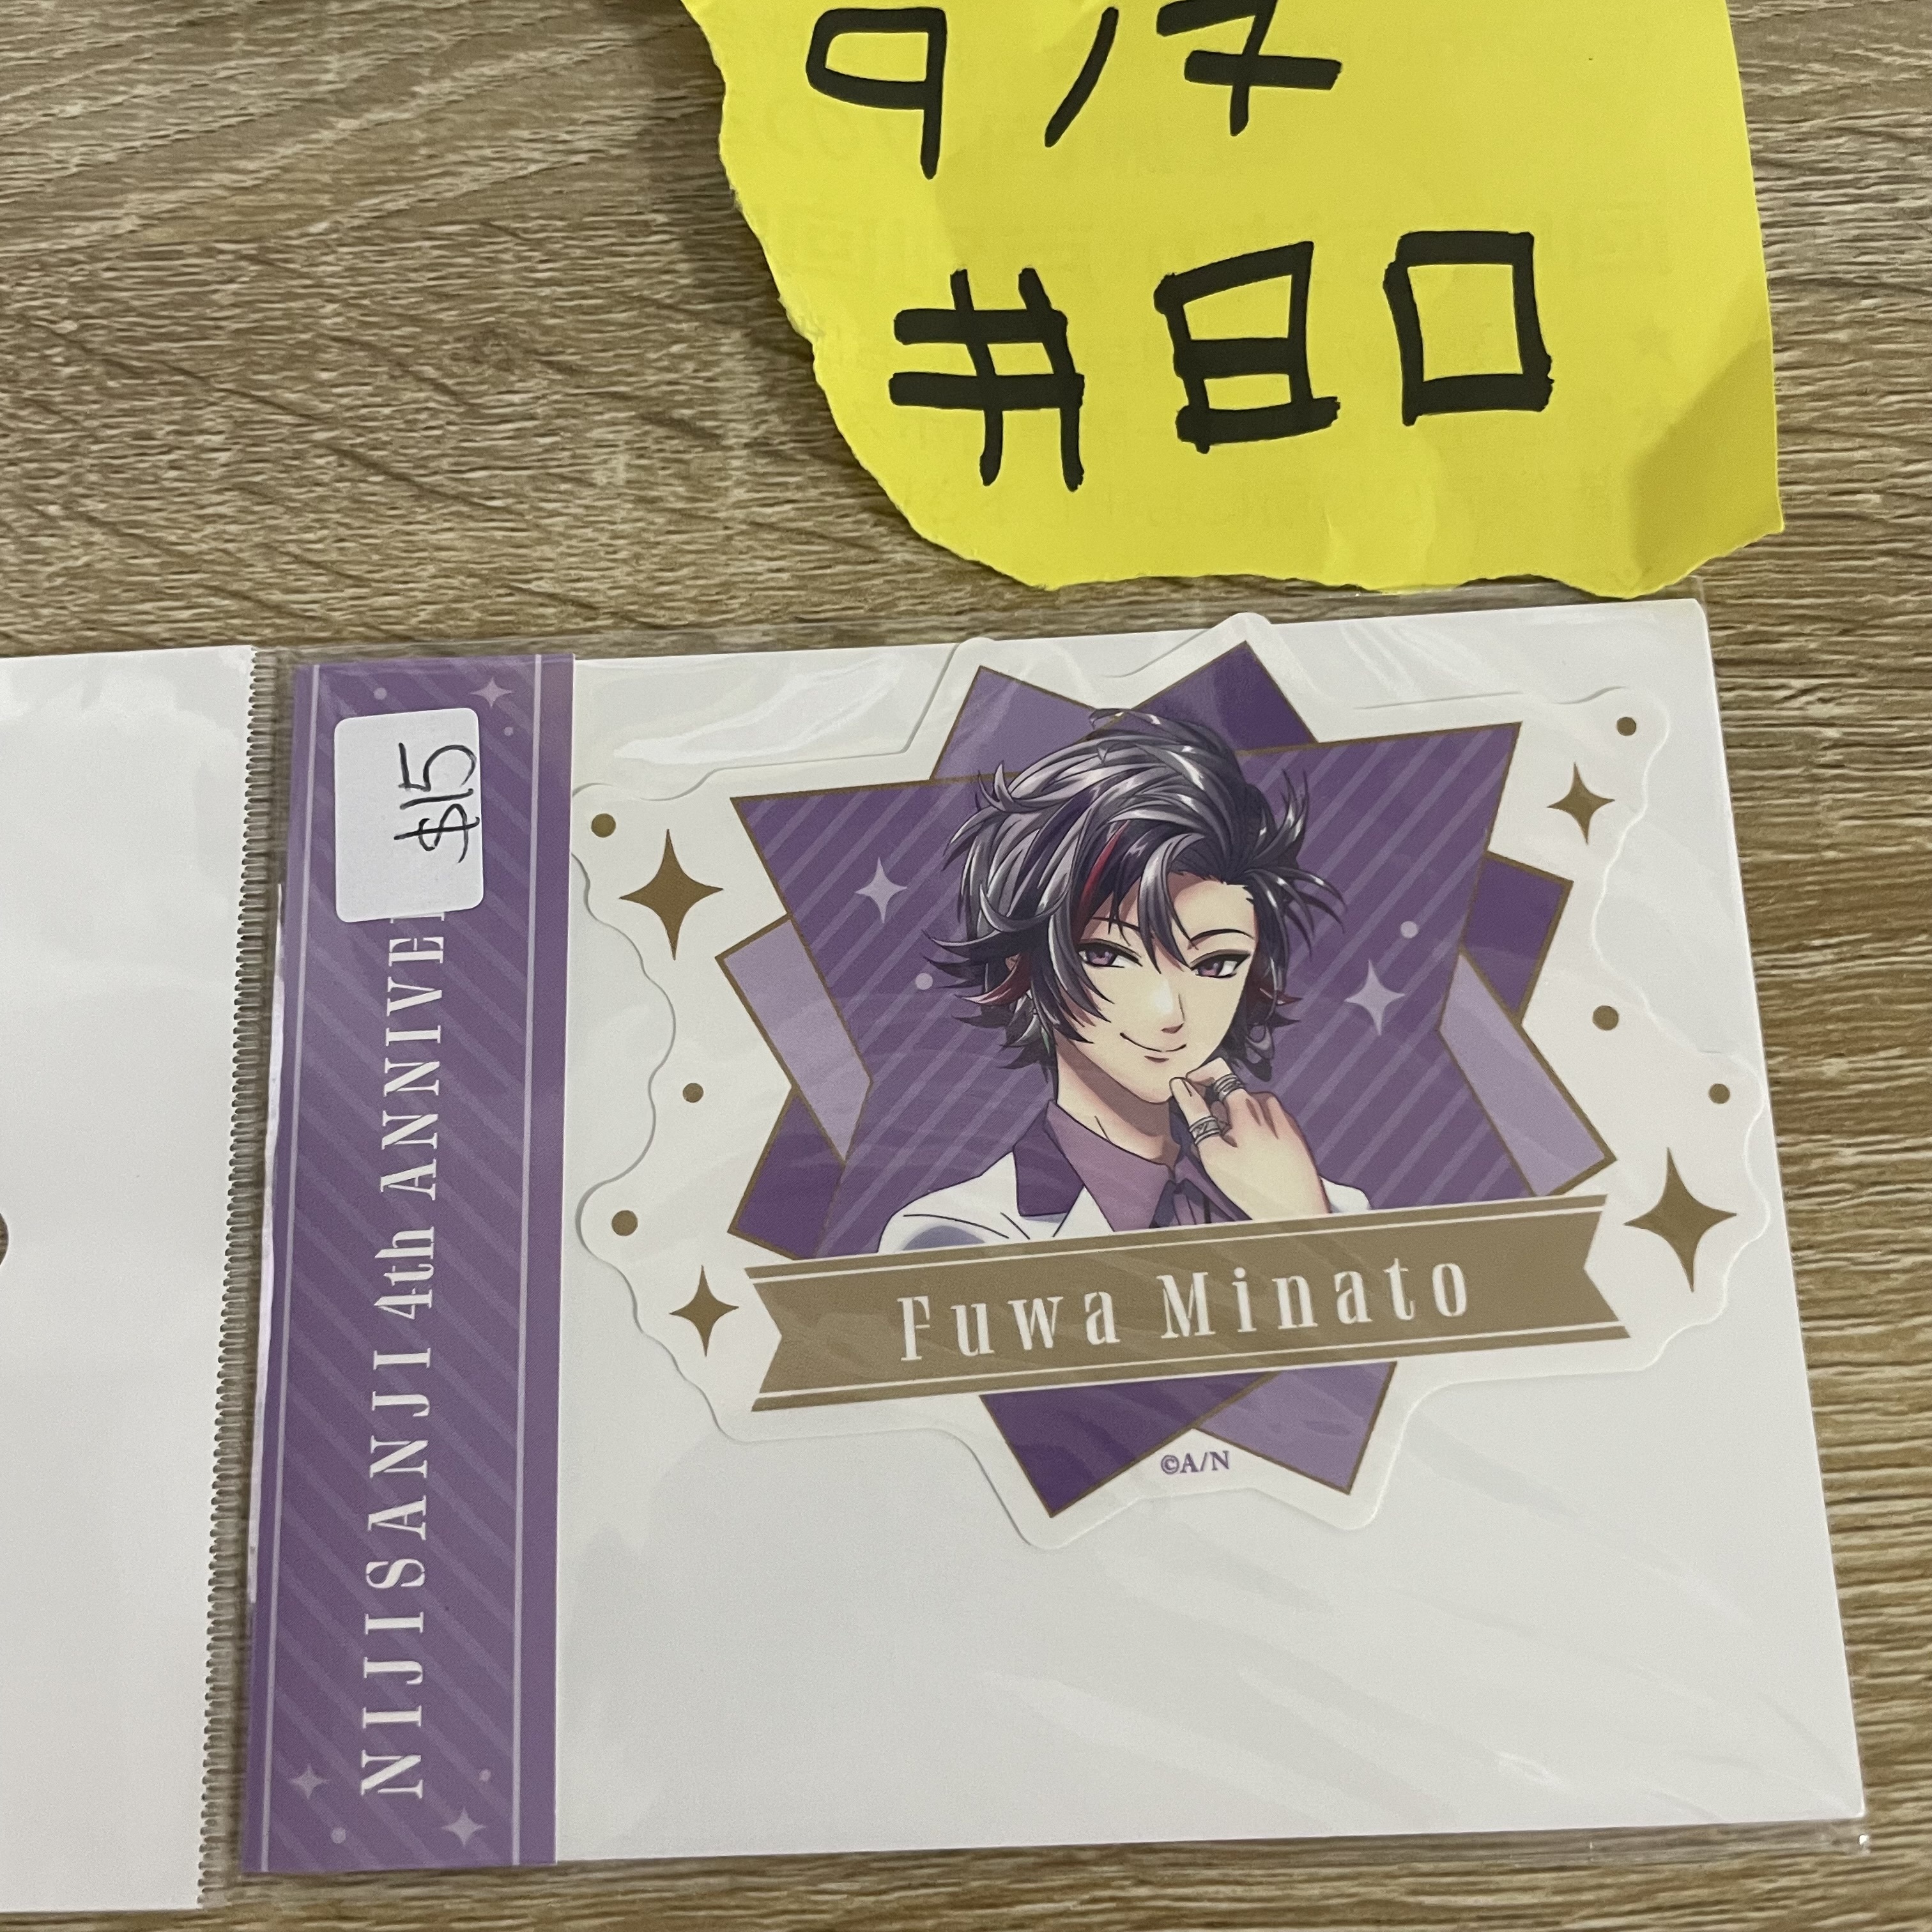 9/7
#80
$15
NIJISANJI 4th ANNIVE
Fuwa Minato
©A/N